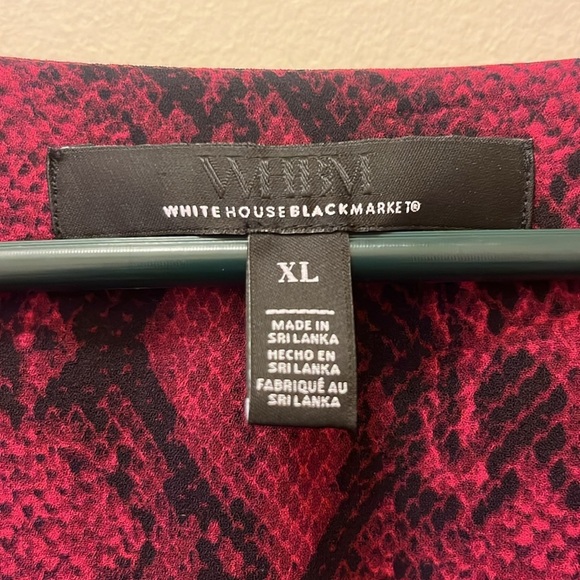 WHBM
WHITE HOUSE BLACK MARKET®
XL
MADE IN
SRI LANKA
HECHO EN
SRI LANKA
FABRIQUÉ AU
SRI LANKA